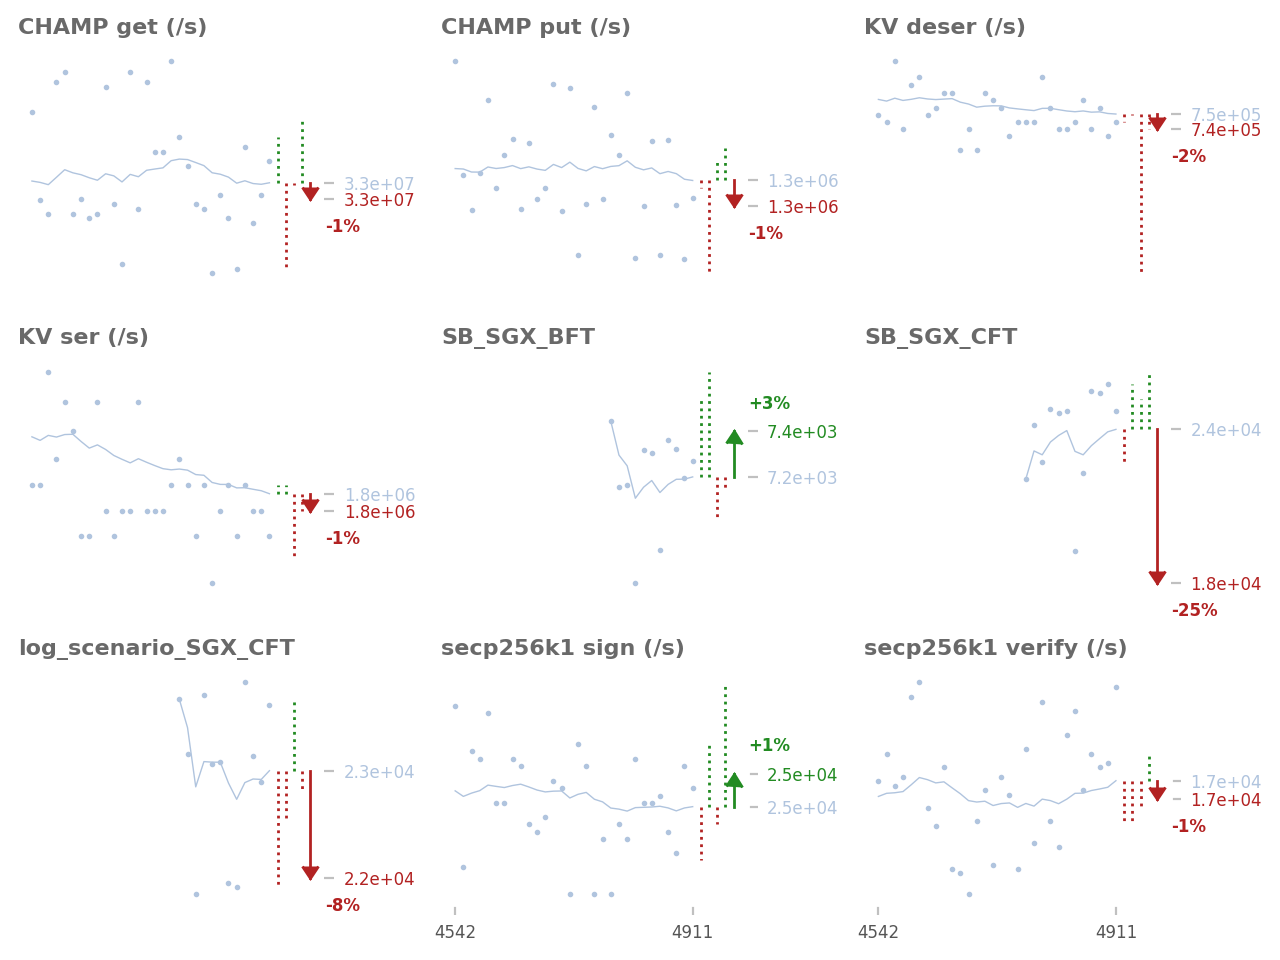 CHAMP get (/s)
CHAMP put (/s)
KV deser (/s)
3.3e+07
3.3e+07
-1%
1.3e+06
1.3e+06
-1%
7.5e+05
7.4e+05
-2%
KV ser (/s)
SB_SGX_BFT
SB_SGX_CFT
1.8e+06
1.8e+06
-1%
+3%
7.4e+03
7.2e+03
2.4e+04
1.8e+04
-25%
log_scenario_SGX_CFT
secp256k1 sign (/s)
secp256k1 verify (/s)
2.3e+04
2.2e+04
-8%
+1%
2.5e+04
2.5e+04
1.7e+04
1.7e+04
-1%
4542
4911
4542
4911